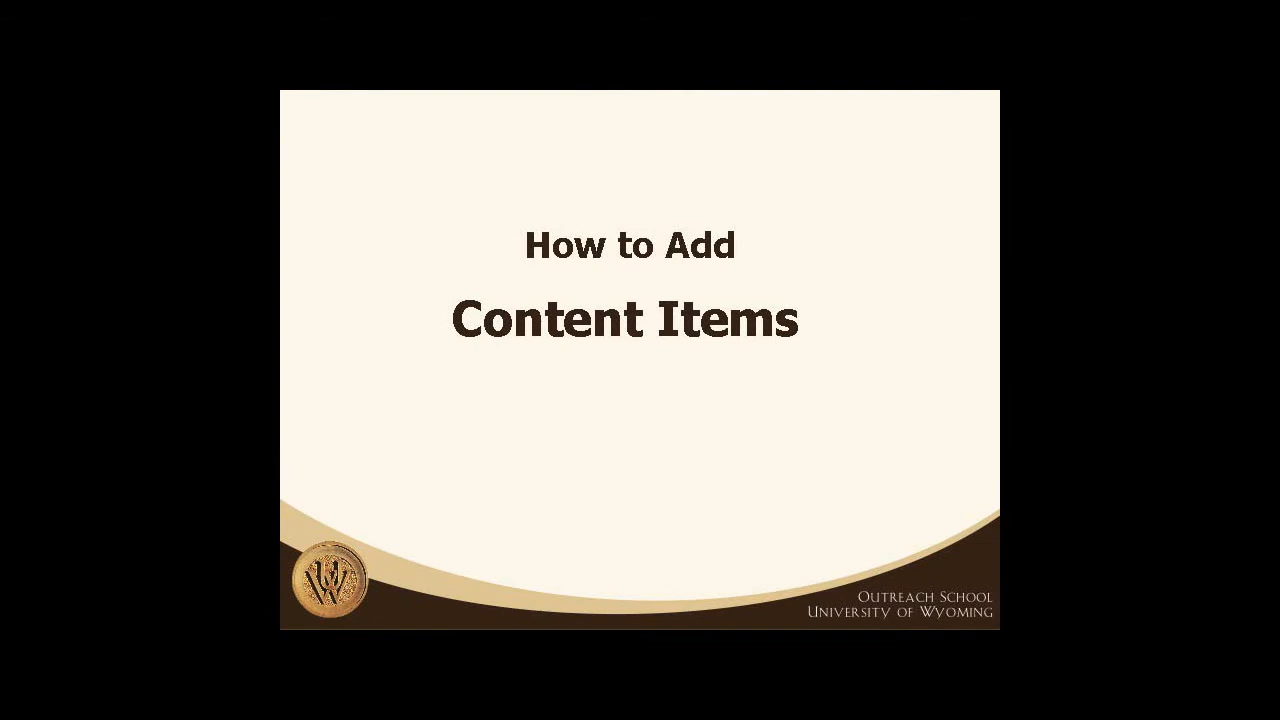 How to Add
Content Items
OUTREACH SCHOOL
UNIVERSITY OF WYOMING